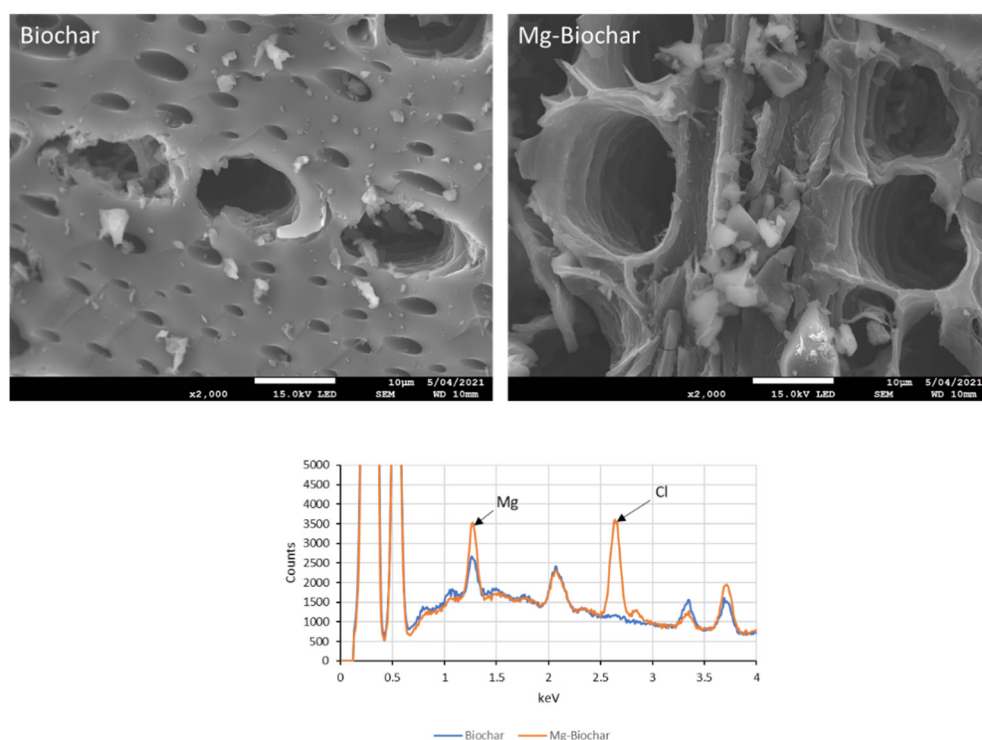 Biochar
Mg-Biochar
10µm 5/04/2021
x2,000 15.0kV LED SEM WD 10mm
10µm 5/04/2021
x2,000 15.0kV LED SEM WD 10mm
5000
4500
4000
3500
3000
2500
2000
1500
1000
500
0
Counts
Mg
Cl
0 0.5 1 1.5 2 2.5 3 3.5 4
keV
Biochar Mg-Biochar